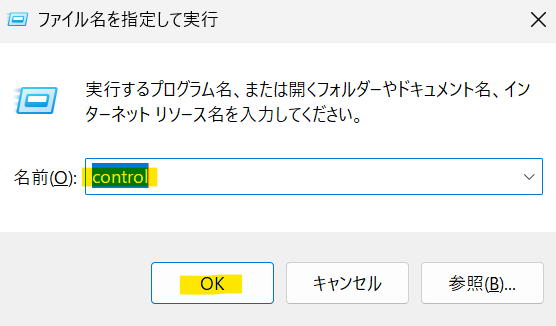 ファイル名を指定して実行
実行するプログラム名、または開くフォルダーやドキュメント名、イン
ターネット リソース名を入力してください。
名前(O): control
OK キャンセル 参照(B)...